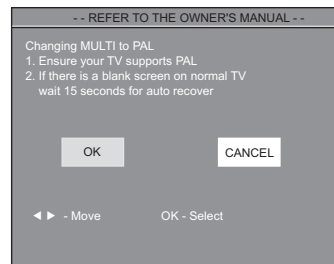 - - REFER TO THE OWNER'S MANUAL - -
Changing MULTI to PAL
1. Ensure your TV supports PAL
2. If there is a blank screen on normal TV
wait 15 seconds for auto recover
OK CANCEL
◀ ▶ - Move OK - Select